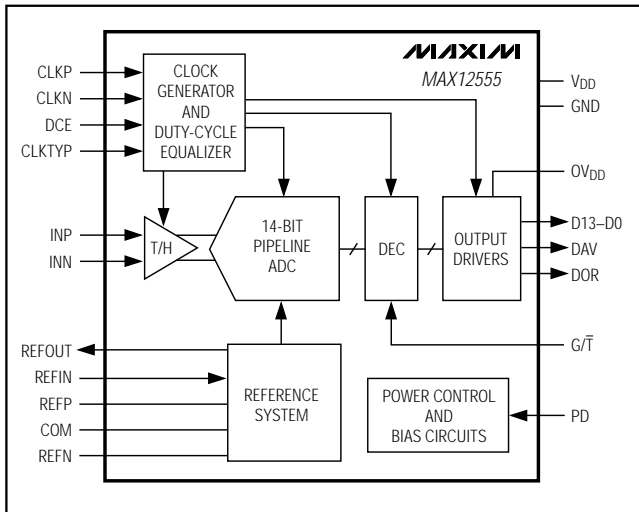 MAXIM
MAX12555
CLKP
CLKN
DCE
CLKTYP
CLOCK
GENERATOR
AND
DUTY-CYCLE
EQUALIZER
VDD
GND
OVDD
INP
INN
T/H
14-BIT
PIPELINE
ADC
DEC
OUTPUT
DRIVERS
D13–D0
DAV
DOR
G/T̅
REFOUT
REFIN
REFP
COM
REFN
REFERENCE
SYSTEM
POWER CONTROL
AND
BIAS CIRCUITS
PD